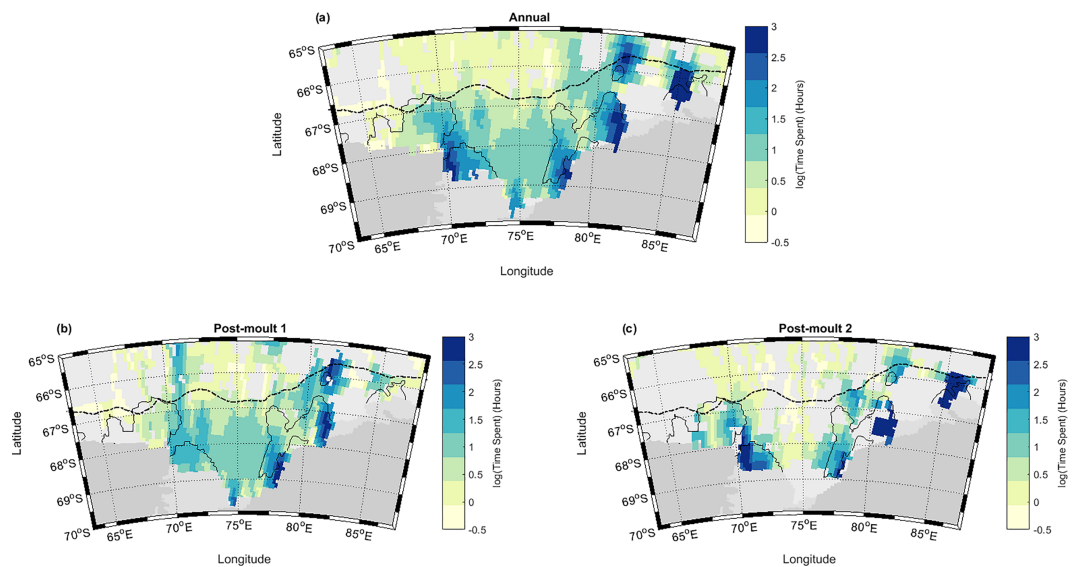 (a)
Annual
65°S
66°S
67°S
68°S
69°S
70°S
65°E
70°E
75°E
80°E
85°E
Latitude
Longitude
3
2.5
2
1.5
1
0.5
0
-0.5
log(Time Spent) (Hours)
(b)
Post-moult 1
65°S
66°S
67°S
68°S
69°S
70°S
65°E
70°E
75°E
80°E
85°E
Latitude
Longitude
3
2.5
2
1.5
1
0.5
0
-0.5
log(Time Spent) (Hours)
(c)
Post-moult 2
65°S
66°S
67°S
68°S
69°S
70°S
65°E
70°E
75°E
80°E
85°E
Latitude
Longitude
3
2.5
2
1.5
1
0.5
0
-0.5
log(Time Spent) (Hours)